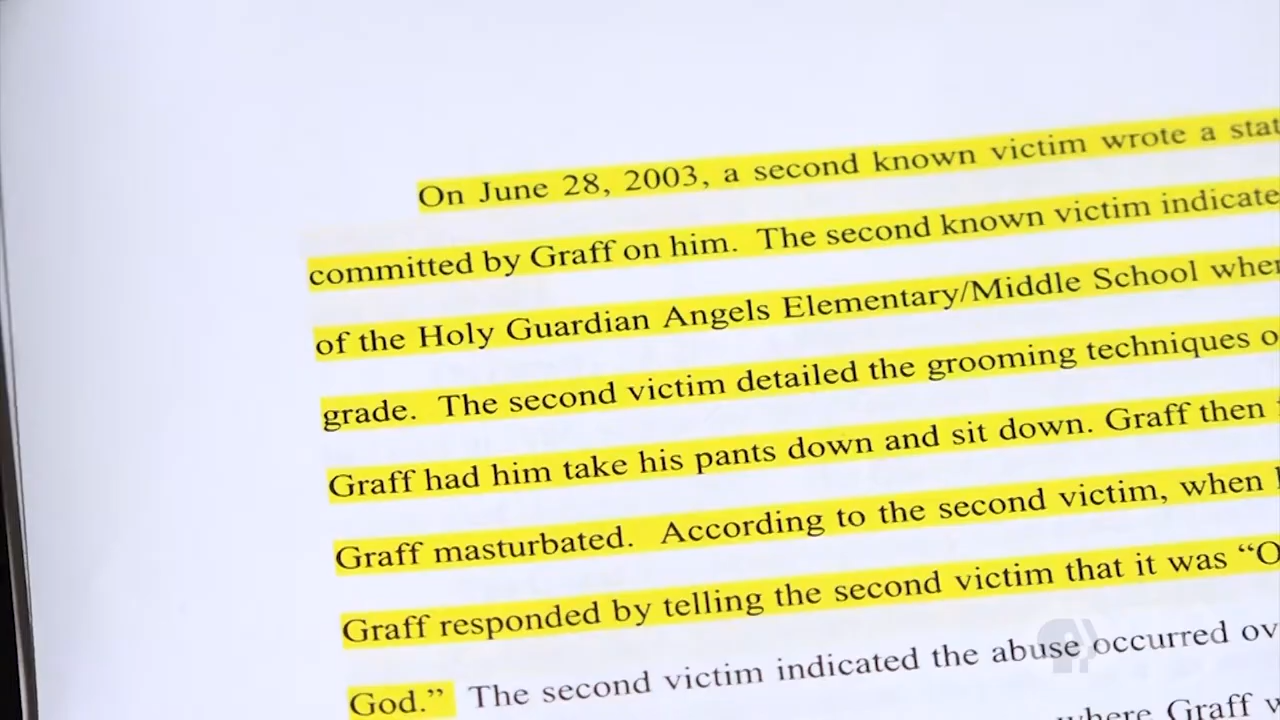 On June 28, 2003, a second known victim wrote a
committed by Graff on him. The second known victim
of the Holy Guardian Angels Elementary/Middle School
grade. The second victim detailed the grooming techniques
Graff had him take his pants down and sit down. Graff then
Graff masturbated. According to the second victim, when
Graff responded by telling the second victim that it was “O
God.” The second victim indicated the abuse occurred
where Graff